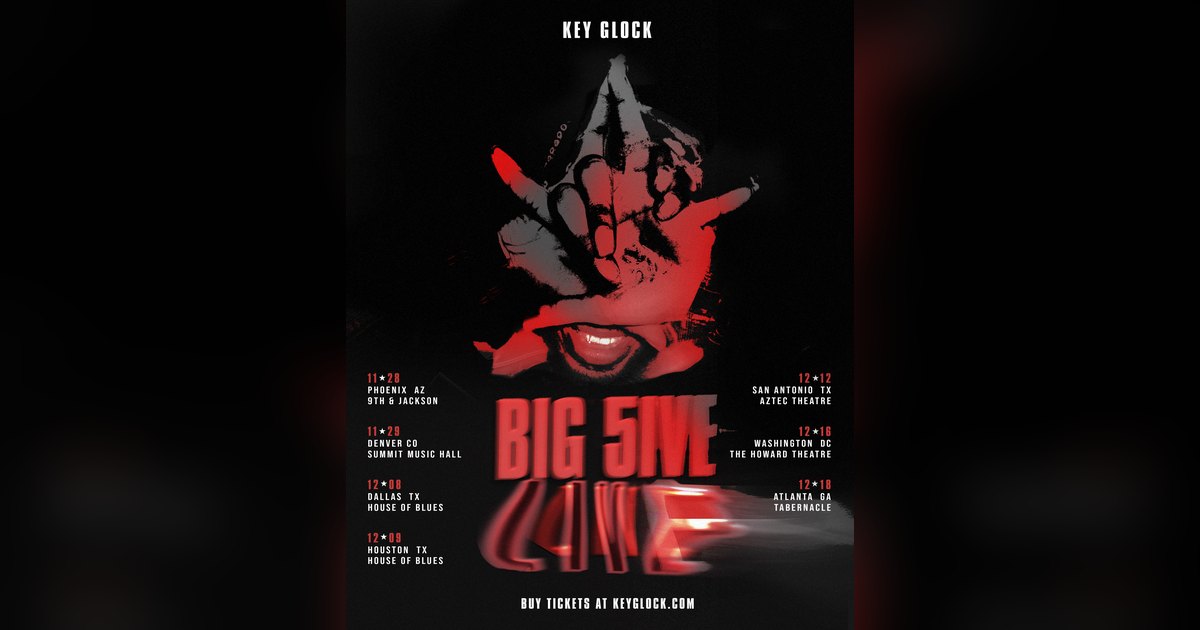 KEY GLOCK
11★28
PHOENIX AZ
9TH & JACKSON
11★29
DENVER CO
SUMMIT MUSIC HALL
12★08
DALLAS TX
HOUSE OF BLUES
12★09
HOUSTON TX
HOUSE OF BLUES
12★12
SAN ANTONIO TX
AZTEC THEATRE
12★16
WASHINGTON DC
THE HOWARD THEATRE
12★18
ATLANTA GA
TABERNACLE
BIG 5IVE
LIVE
BUY TICKETS AT KEYGLOCK.COM